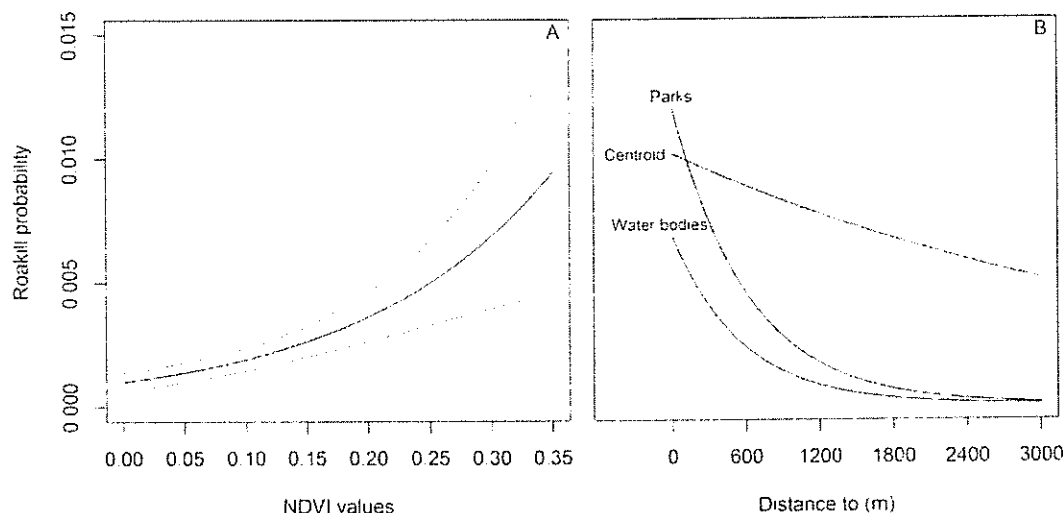 A
B
0.015
0.010
0 005
0 000
Roakill probability
0.00 0.05 0.10 0.15 0.20 0.25 0.30 0.35
NDVI values
Parks
Centroid
Water bodies
0 600 1200 1800 2400 3000
Distance to (m)